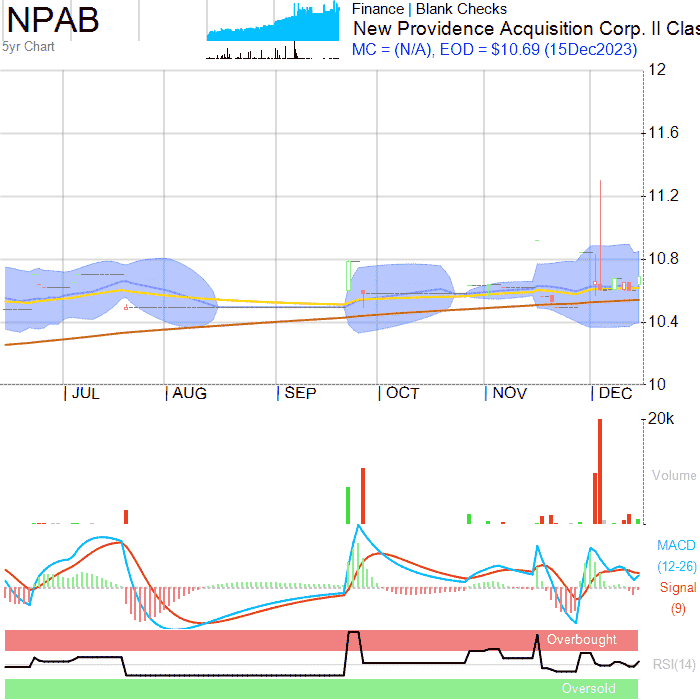 NPAB
5yr Chart
Finance | Blank Checks
New Providence Acquisition Corp. II Clas
MC = (N/A), EOD = $10.69 (15Dec2023)
12
11.6
11.2
10.8
10.4
10
JUL
AUG
SEP
OCT
NOV
DEC
20k
Volume
MACD
(12-26)
Signal
(9)
Overbought
RSI(14)
Oversold